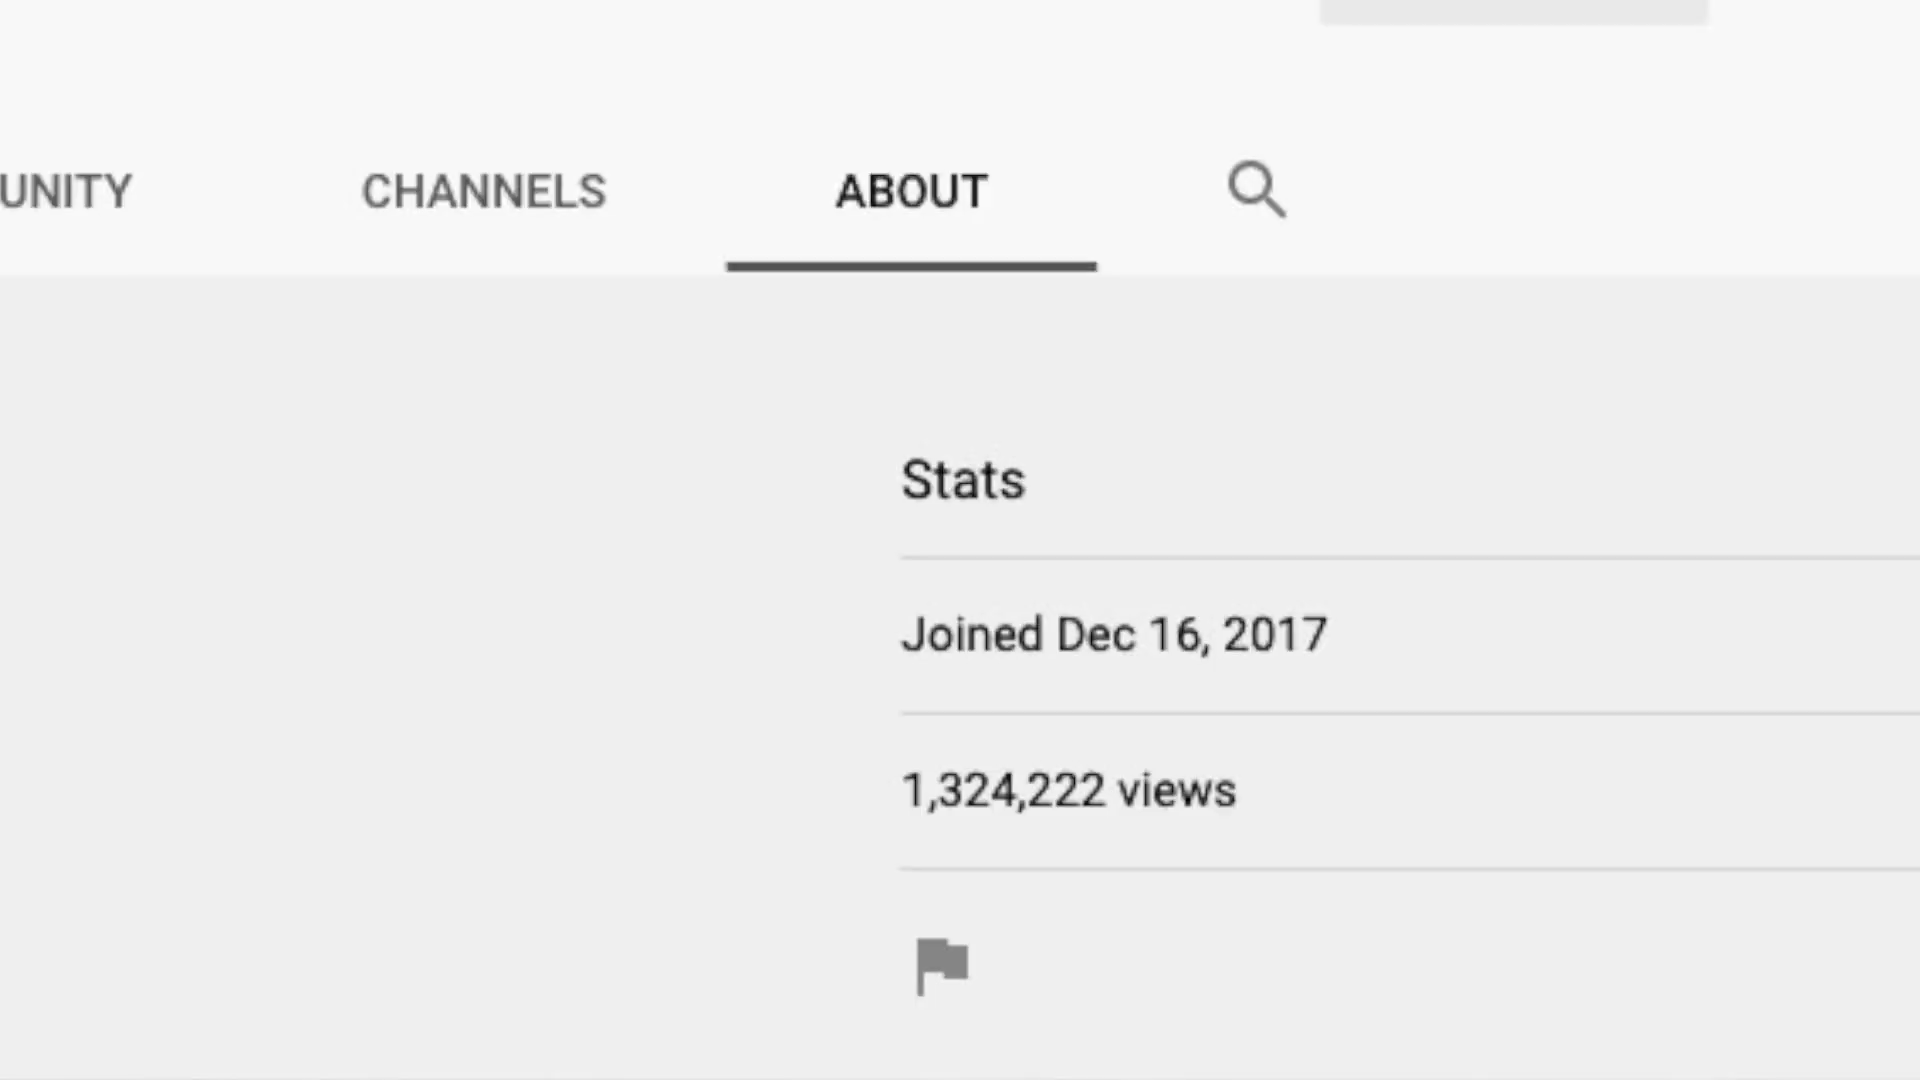 UNITY CHANNELS ABOUT
Stats
Joined Dec 16, 2017
1,324,222 views